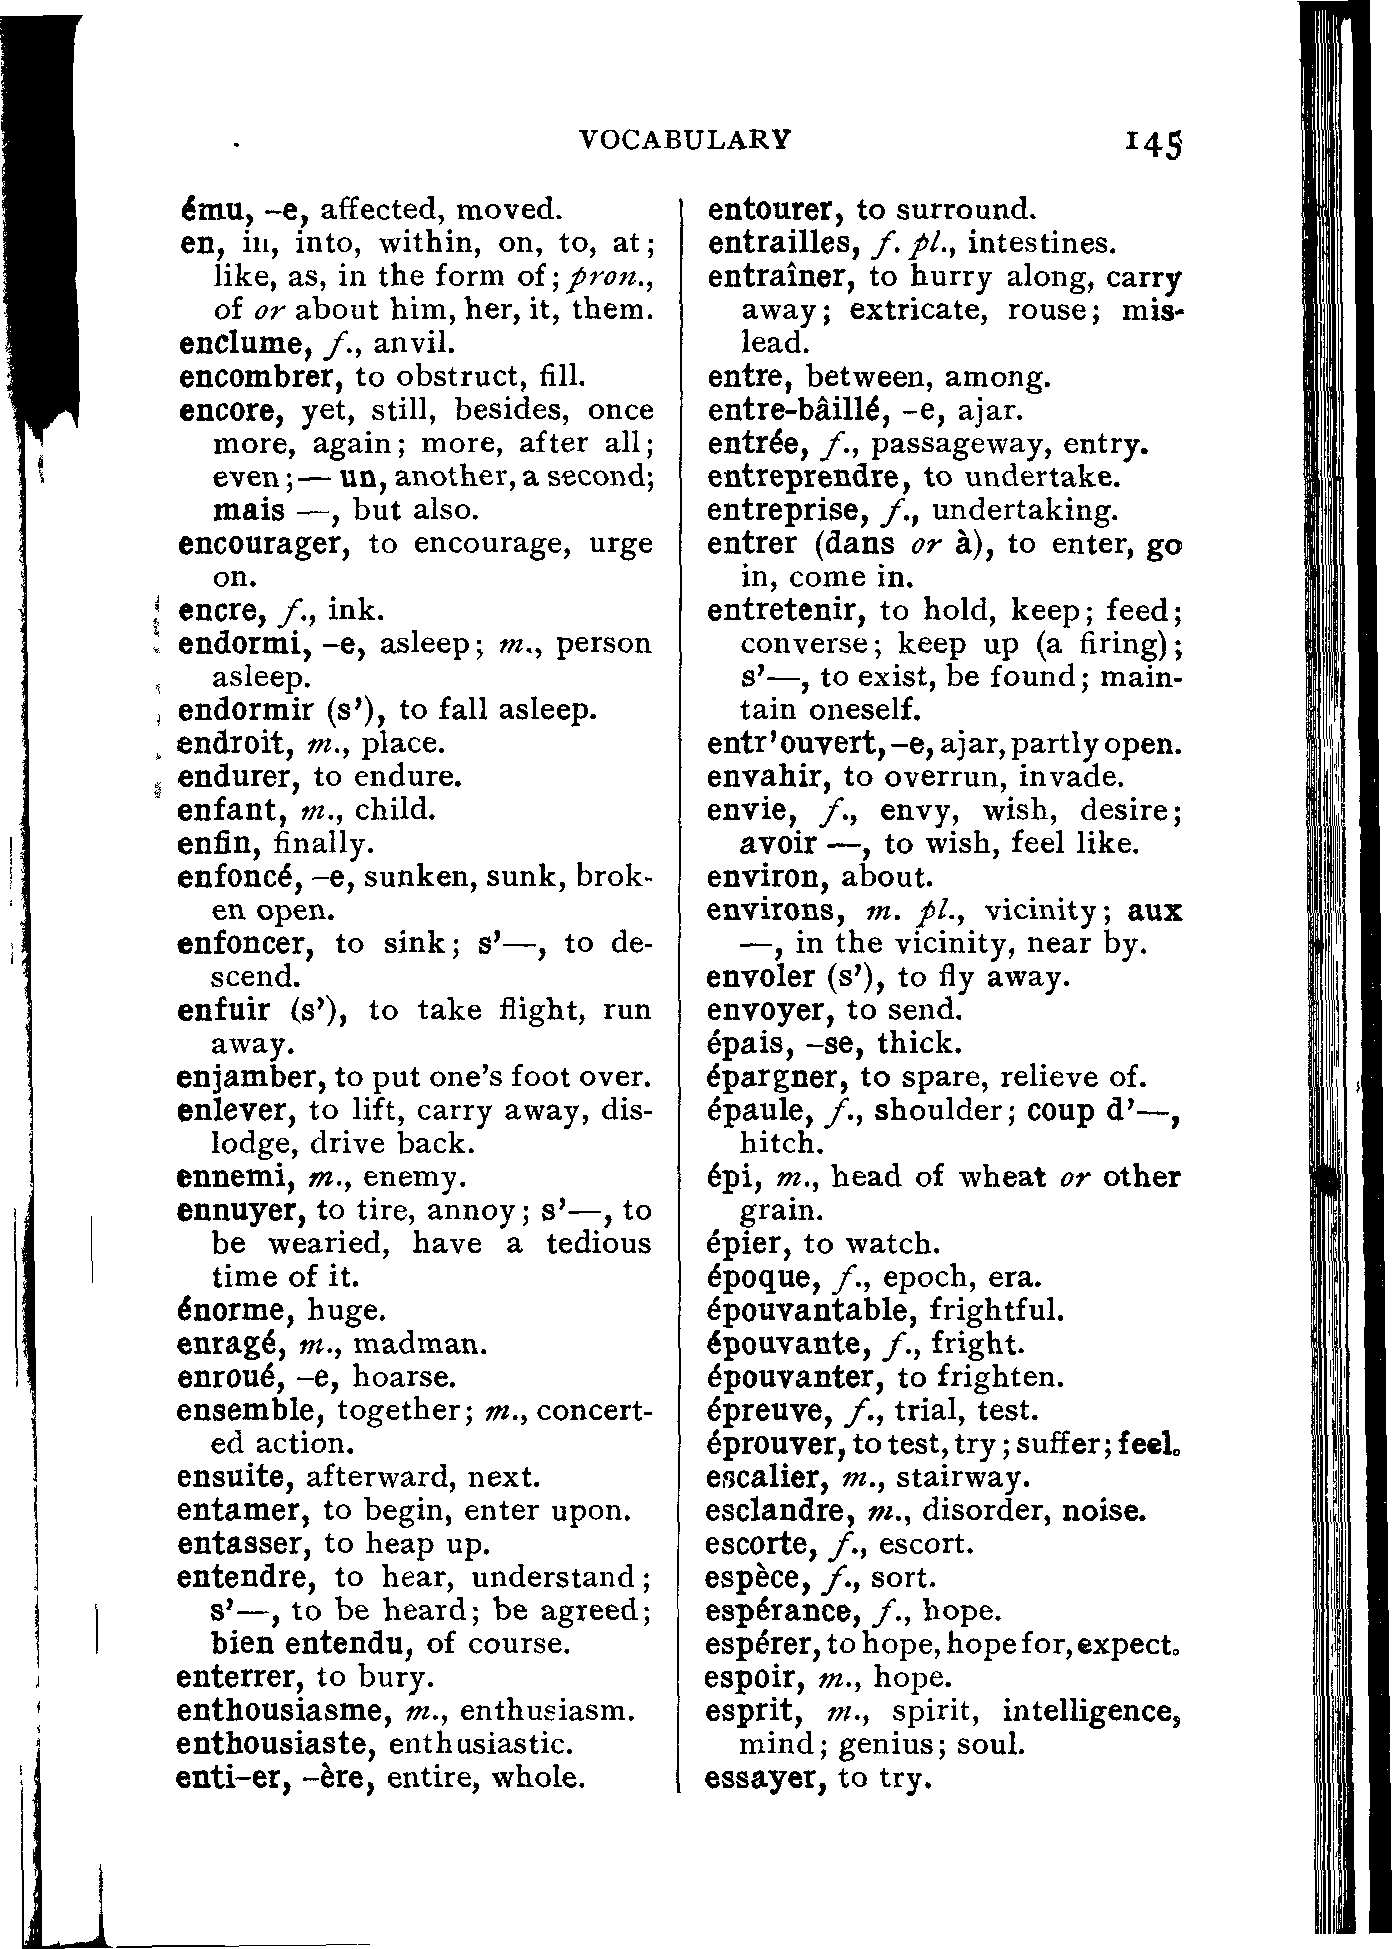 VOCABULARY 145
ému, –e, affected, moved.
en, in, into, within, on, to, at;
like, as, in the form of; pron.,
of or about him, her, it, them.
enclume, f., anvil.
encombrer, to obstruct, fill.
encore, yet, still, besides, once
more, again; more, after all;
even; — un, another, a second;
mais —, but also.
encourager, to encourage, urge
on.
encre, f., ink.
endormi, –e, asleep; m., person
asleep.
endormir (s'), to fall asleep.
endroit, m., place.
endurer, to endure.
enfant, m., child.
enfin, finally.
enfoncé, –e, sunken, sunk, brok-
en open.
enfoncer, to sink; s'—, to de-
scend.
enfuir (s'), to take flight, run
away.
enjamber, to put one's foot over.
enlever, to lift, carry away, dis-
lodge, drive back.
ennemi, m., enemy.
ennuyer, to tire, annoy; s'—, to
be wearied, have a tedious
time of it.
énorme, huge.
enragé, m., madman.
enroué, –e, hoarse.
ensemble, together; m., concert-
ed action.
ensuite, afterward, next.
entamer, to begin, enter upon.
entasser, to heap up.
entendre, to hear, understand;
s'—, to be heard; be agreed;
bien entendu, of course.
enterrer, to bury.
enthousiasme, m., enthusiasm.
enthousiaste, enthusiastic.
enti-er, –ère, entire, whole.
entourer, to surround.
entrailles, f. pl., intestines.
entraîner, to hurry along, carry
away; extricate, rouse; mis-
lead.
entre, between, among.
entre-bâillé, –e, ajar.
entrée, f., passageway, entry.
entreprendre, to undertake.
entreprise, f., undertaking.
entrer (dans or à), to enter, go
in, come in.
entretenir, to hold, keep; feed;
converse; keep up (a firing);
s'—, to exist, be found; main-
tain oneself.
entr'ouvert, –e, ajar, partly open.
envahir, to overrun, invade.
envie, f., envy, wish, desire;
avoir —, to wish, feel like.
environ, about.
environs, m. pl., vicinity; aux
—, in the vicinity, near by.
envoler (s'), to fly away.
envoyer, to send.
épais, –se, thick.
épargner, to spare, relieve of.
épaule, f., shoulder; coup d'—,
hitch.
épi, m., head of wheat or other
grain.
épier, to watch.
époque, f., epoch, era.
épouvantable, frightful.
épouvante, f., fright.
épouvanter, to frighten.
épreuve, f., trial, test.
éprouver, to test, try; suffer; feel.
escalier, m., stairway.
esclandre, m., disorder, noise.
escorte, f., escort.
espèce, f., sort.
espérance, f., hope.
espérer, to hope, hope for, expect.
espoir, m., hope.
esprit, m., spirit, intelligence,
mind; genius; soul.
essayer, to try.